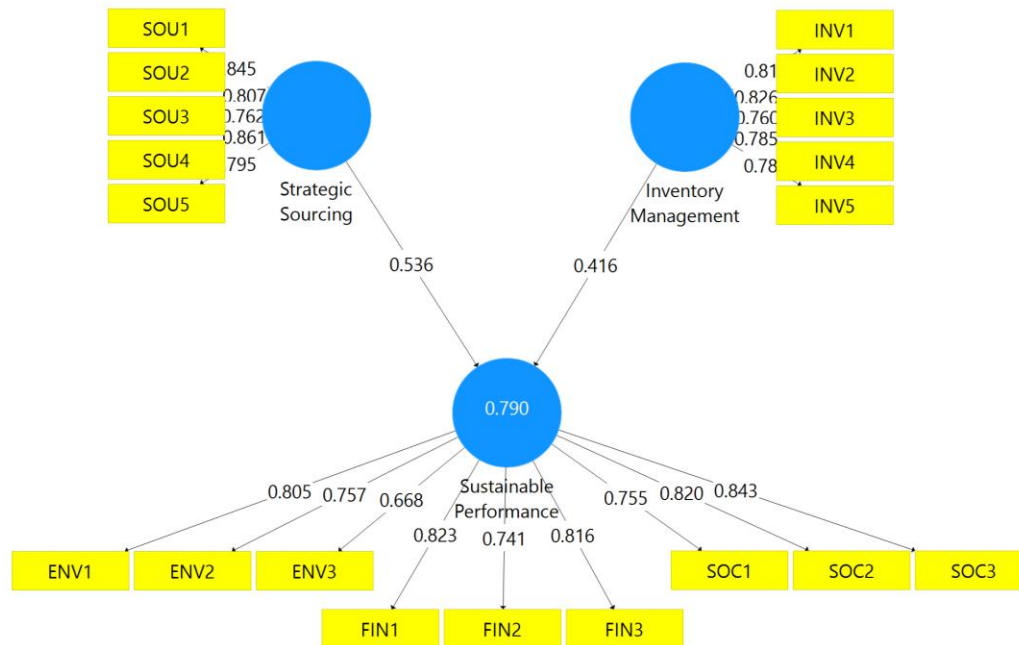 SOU1
SOU2
SOU3
SOU4
SOU5
.845
0.807
0.762
0.861
.795
Strategic
Sourcing
INV1
INV2
INV3
INV4
INV5
0.81
0.826
0.760
0.785
0.78
Inventory
Management
0.536
0.416
0.790
Sustainable
Performance
0.805
0.757
0.668
0.823
0.741
0.816
0.755
0.820
0.843
ENV1
ENV2
ENV3
FIN1
FIN2
FIN3
SOC1
SOC2
SOC3